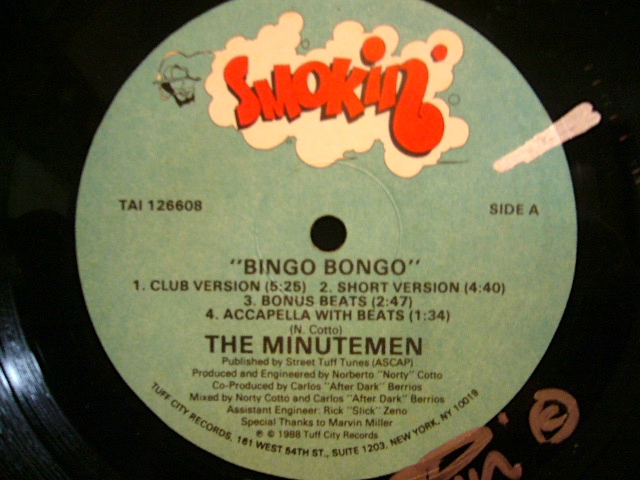 SMOKIN'
TAI 126608
SIDE A
"BINGO BONGO"
1. CLUB VERSION (5:25) 2. SHORT VERSION (4:40)
3. BONUS BEATS (2:47)
4. ACCAPELLA WITH BEATS (1:34)
(N. Cotto)
THE MINUTEMEN
Published by Street Tuff Tunes (ASCAP)
Produced and Engineered by Norberto "Norty" Cotto
Co-Produced by Carlos "After Dark" Berrios
Mixed by Norty Cotto and Carlos "After Dark" Berrios
Assistant Engineer: Rick "Slick" Zeno
Special Thanks to Marvin Miller
℗ © 1988 Tuff City Records
TUFF CITY RECORDS, 161 WEST 54TH ST., SUITE 1203, NEW YORK, NY 10019
2